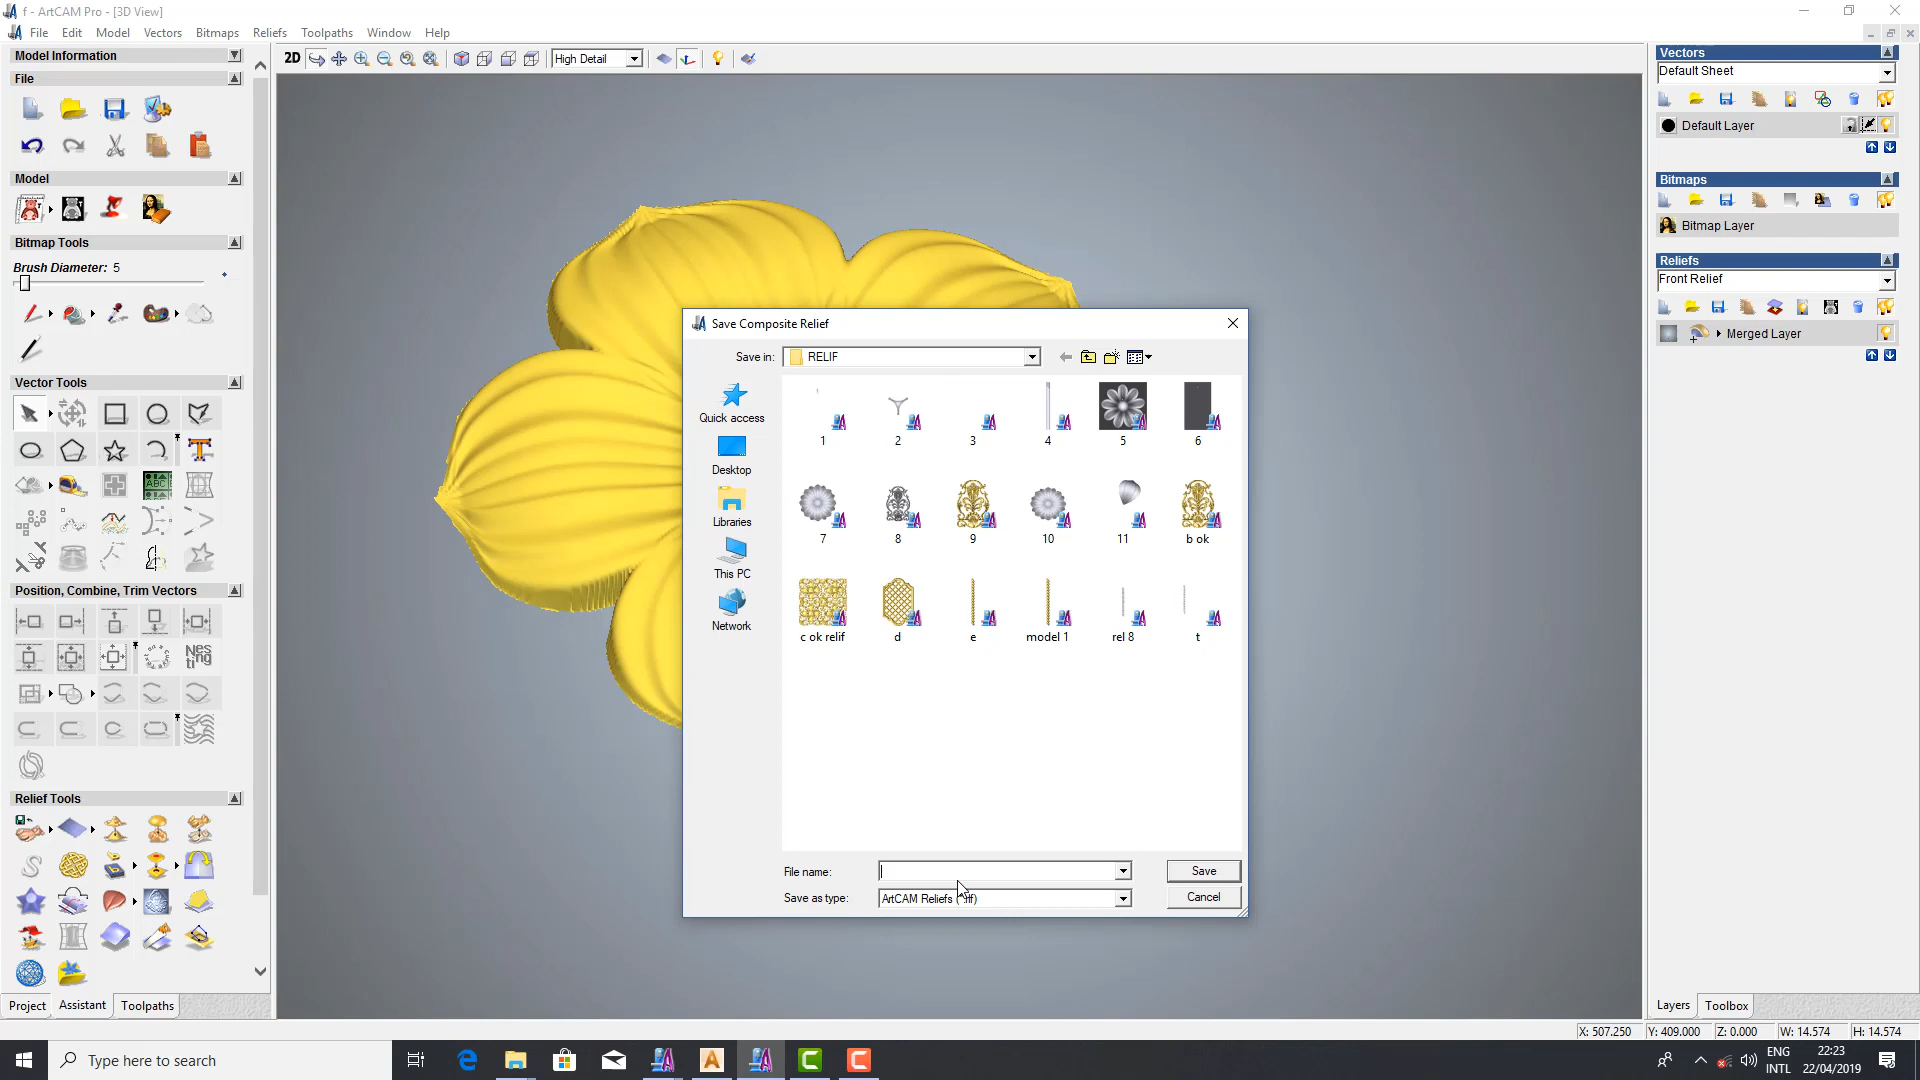 f - ArtCAM Pro - [3D View]
File Edit Model Vectors Bitmaps Reliefs Toolpaths Window Help
Model Information
File
Model
Bitmap Tools
Brush Diameter: 5
Vector Tools
ABC
ABC
Position, Combine, Trim Vectors
Nes
ting
Relief Tools
Project Assistant Toolpaths
2D High Detail
Save Composite Relief
Save in: RELIF
Quick access
Desktop
Libraries
This PC
Network
1 2 3 4 5 6
7 8 9 10 11 b ok
c ok relif d e model 1 rel 8 t
File name: Save
Save as type: ArtCAM Reliefs (*.rlf) Cancel
Vectors
Default Sheet
Default Layer
Bitmaps
Bitmap Layer
Reliefs
Front Relief
Merged Layer
Layers Toolbox
X: 507.250 Y: 409.000 Z: 0.000 W: 14.574 H: 14.574
Type here to search
ENG
INTL
22:23
22/04/2019